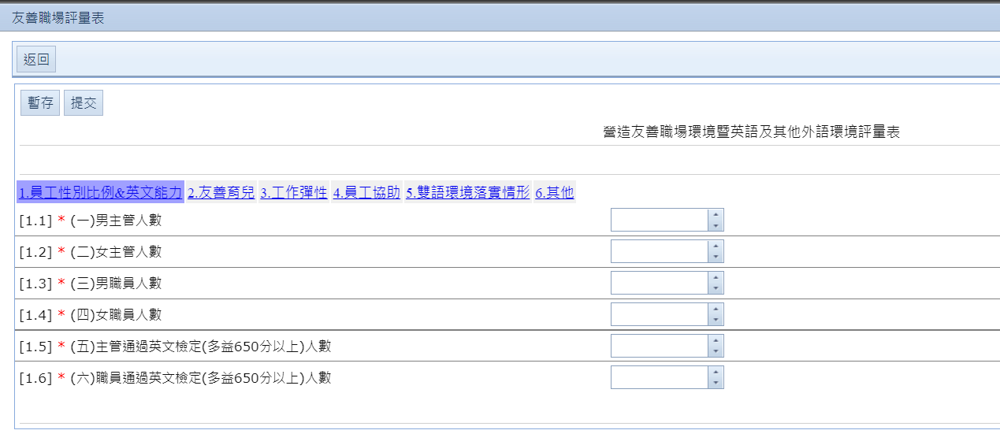 友善職場評量表
返回
暫存 提交
營造友善職場環境暨英語及其他外語環境評量表
1.員工性別比例&英文能力 2.友善育兒 3.工作彈性 4.員工協助 5.雙語環境落實情形 6.其他
[1.1] * (一)男主管人數
[1.2] * (二)女主管人數
[1.3] * (三)男職員人數
[1.4] * (四)女職員人數
[1.5] * (五)主管通過英文檢定(多益650分以上)人數
[1.6] * (六)職員通過英文檢定(多益650分以上)人數